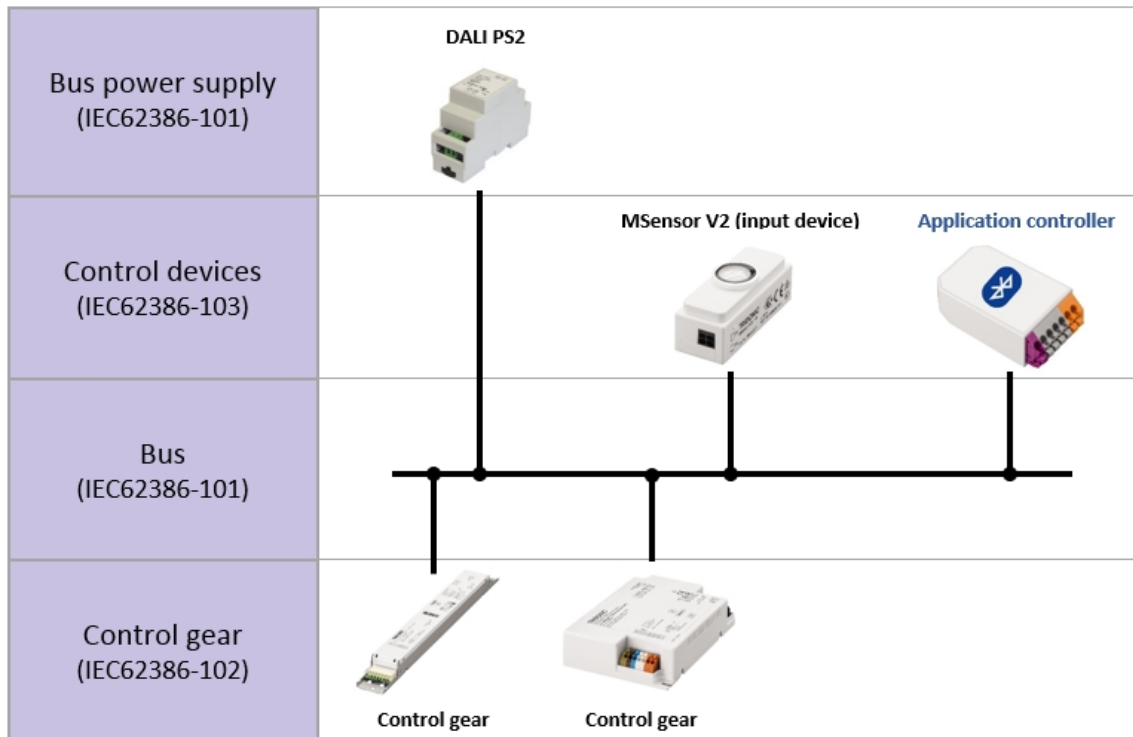 DALI PS2
Bus power supply
(IEC62386-101)
MSensor V2 (input device)
Application controller
Control devices
(IEC62386-103)
Bus
(IEC62386-101)
Control gear
(IEC62386-102)
Control gear
Control gear